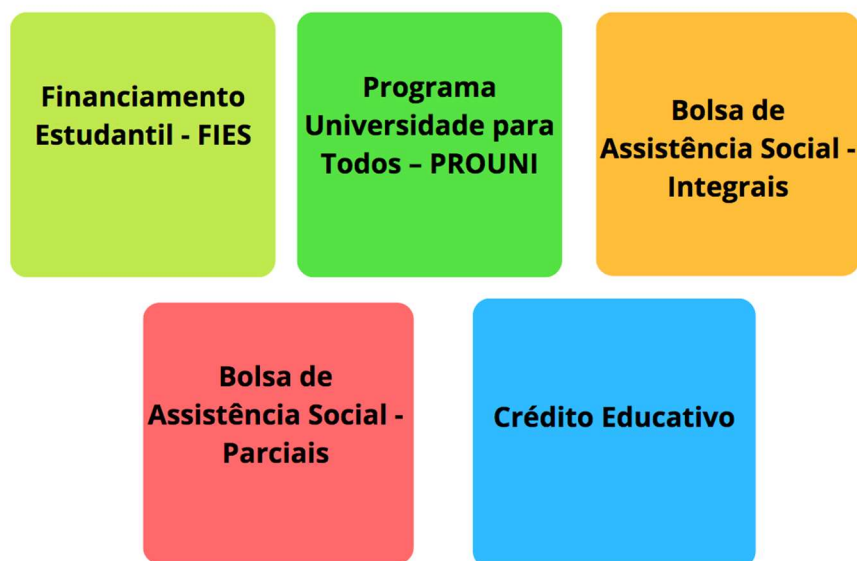 Financiamento
Estudantil - FIES
Programa
Universidade para
Todos – PROUNI
Bolsa de
Assistência Social -
Integrais
Bolsa de
Assistência Social -
Parciais
Crédito Educativo